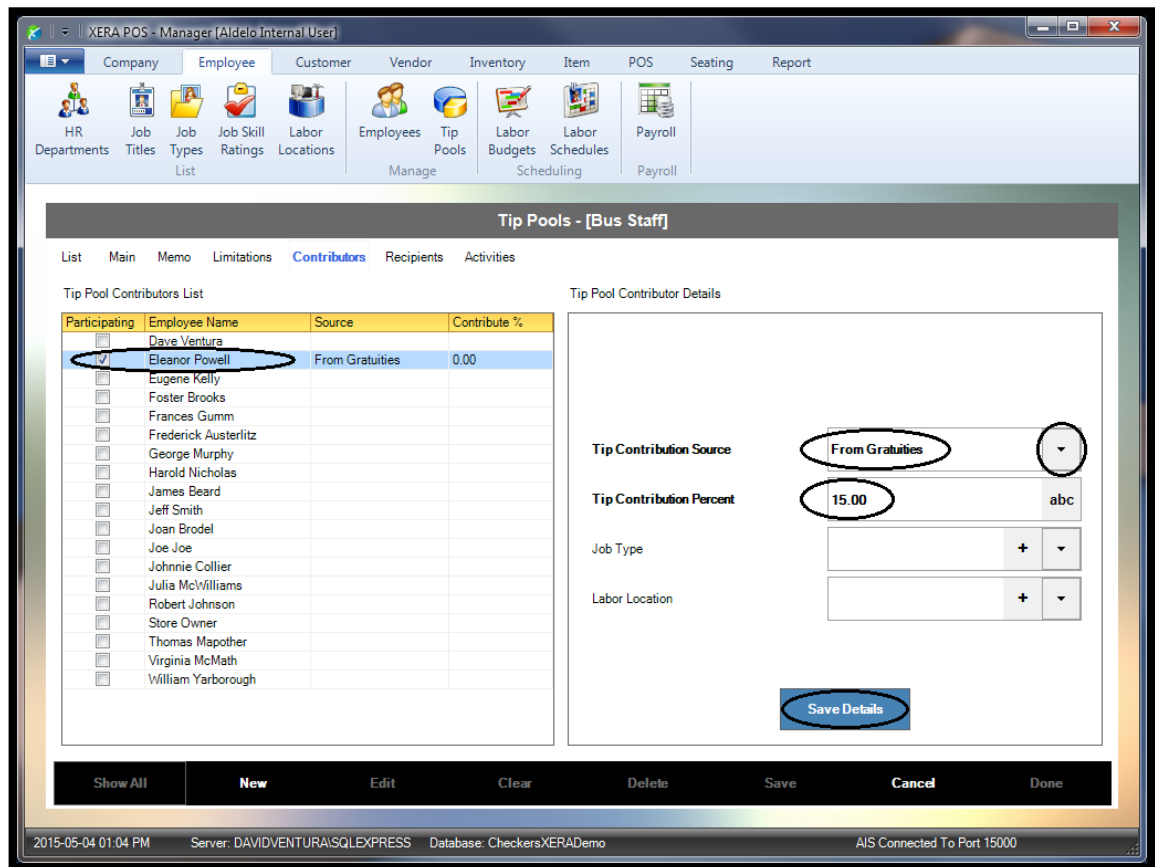 XERA POS - Manager [Aldelo Internal User]
Company Employee Customer Vendor Inventory Item POS Seating Report
HR Departments
Job Titles
Job Types
Job Skill Ratings
Labor Locations
Employees
Tip Pools
Labor Budgets
Labor Schedules
Payroll
List Manage Scheduling Payroll
Tip Pools - [Bus Staff]
List Main Memo Limitations Contributors Recipients Activities
Tip Pool Contributors List
Participating Employee Name Source Contribute %
Dave Ventura
Eleanor Powell From Gratuities 0.00
Eugene Kelly
Foster Brooks
Frances Gumm
Frederick Austerlitz
George Murphy
Harold Nicholas
James Beard
Jeff Smith
Joan Brodel
Joe Joe
Johnnie Collier
Julia McWilliams
Robert Johnson
Store Owner
Thomas Mapother
Virginia McMath
William Yarborough
Tip Pool Contributor Details
Tip Contribution Source From Gratuities
Tip Contribution Percent 15.00 abc
Job Type +
Labor Location +
Save Details
Show All New Edit Clear Delete Save Cancel Done
2015-05-04 01:04 PM Server: DAVIDVENTURA\SQLEXPRESS Database: CheckersXERADemo AIS Connected To Port 15000